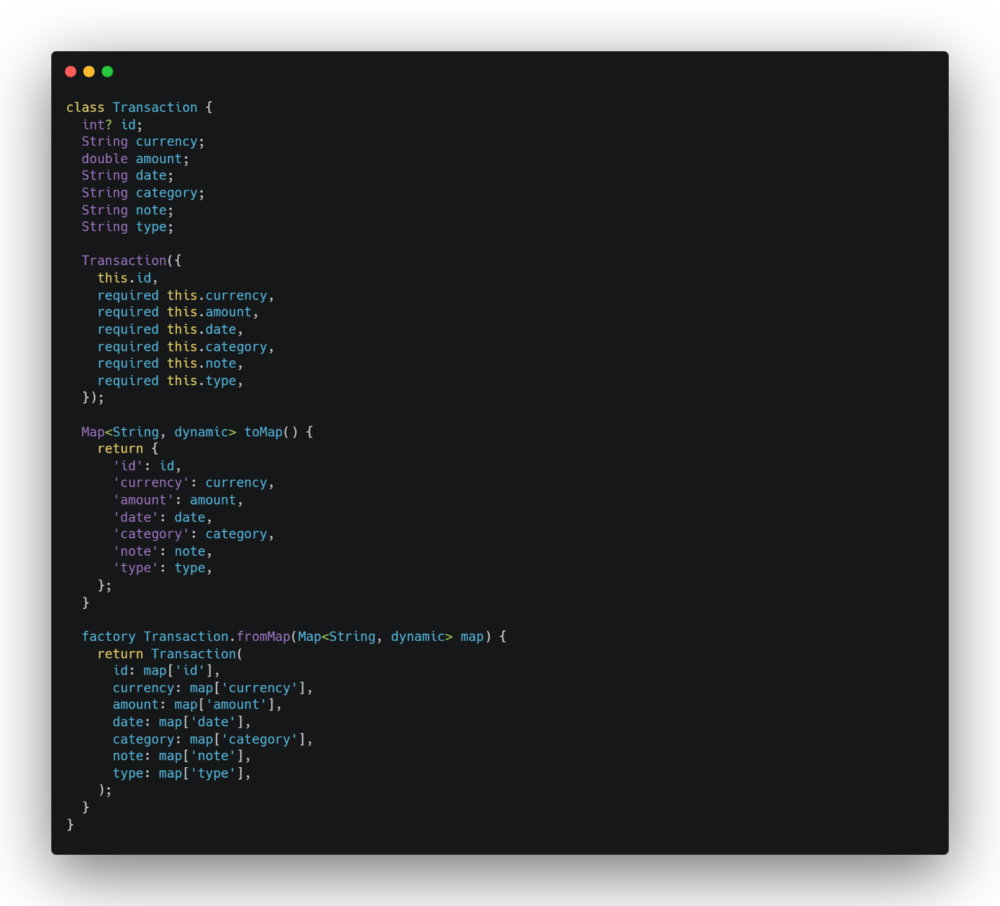 class Transaction {
  int? id;
  String currency;
  double amount;
  String date;
  String category;
  String note;
  String type;

  Transaction({
    this.id,
    required this.currency,
    required this.amount,
    required this.date,
    required this.category,
    required this.note,
    required this.type,
  });

  Map<String, dynamic> toMap() {
    return {
      'id': id,
      'currency': currency,
      'amount': amount,
      'date': date,
      'category': category,
      'note': note,
      'type': type,
    };
  }

  factory Transaction.fromMap(Map<String, dynamic> map) {
    return Transaction(
      id: map['id'],
      currency: map['currency'],
      amount: map['amount'],
      date: map['date'],
      category: map['category'],
      note: map['note'],
      type: map['type'],
    );
  }
}